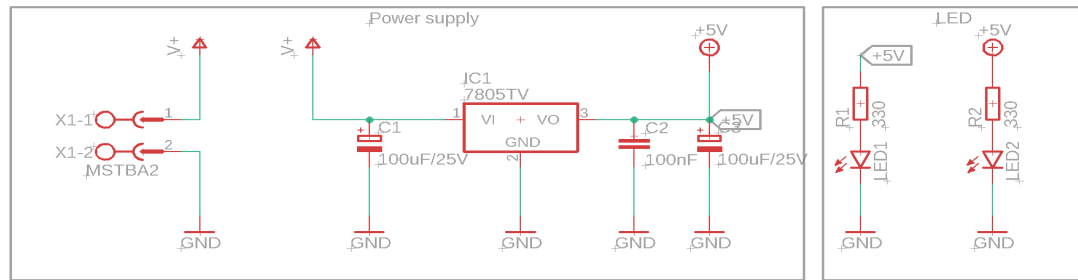 Power supply
LED
V+
V+
+5V
+5V
+5V
IC1
7805TV
X1-1
1
1
VI
VO
3
+5V
R1
330
R2
330
C1
C2
C3
GND
X1-2
2
2
100uF/25V
100nF
100uF/25V
MSTBA2
LED1
LED2
GND
GND
GND
GND
GND
GND
GND